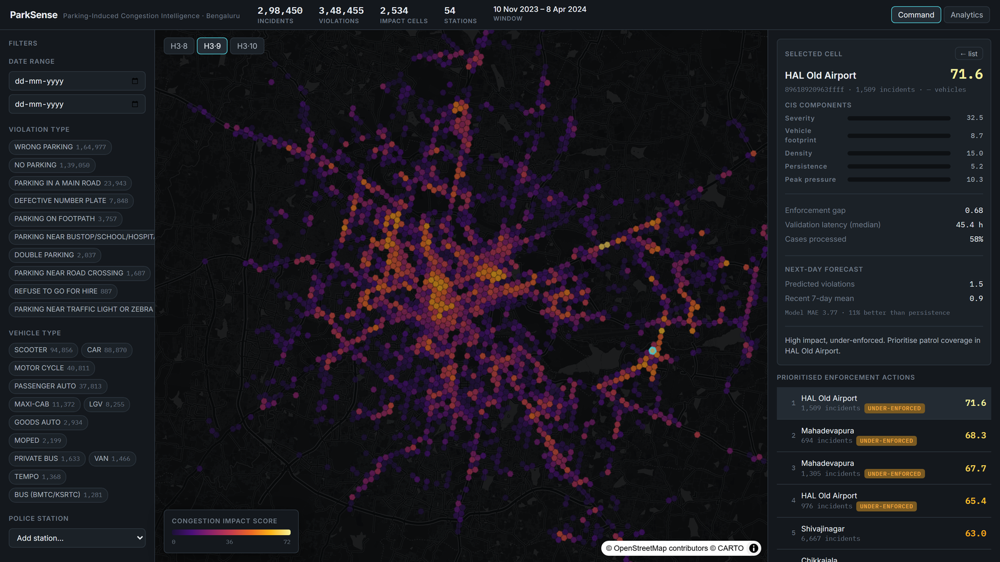 ParkSense Parking-Induced Congestion Intelligence · Bengaluru
2,98,450 INCIDENTS
3,48,455 VIOLATIONS
2,534 IMPACT CELLS
54 STATIONS
10 Nov 2023 – 8 Apr 2024 WINDOW
Command
Analytics
FILTERS
DATE RANGE
dd-mm-yyyy
dd-mm-yyyy
VIOLATION TYPE
WRONG PARKING 1,64,977
NO PARKING 1,39,050
PARKING IN A MAIN ROAD 23,943
DEFECTIVE NUMBER PLATE 7,848
PARKING ON FOOTPATH 3,757
PARKING NEAR BUSTOP/SCHOOL/HOSPITA
DOUBLE PARKING 2,037
PARKING NEAR ROAD CROSSING 1,687
REFUSE TO GO FOR HIRE 887
PARKING NEAR TRAFFIC LIGHT OR ZEBRA
VEHICLE TYPE
SCOOTER 94,856 CAR 88,870
MOTOR CYCLE 40,811
PASSENGER AUTO 37,813
MAXI-CAB 11,372 LGV 8,255
GOODS AUTO 2,934
MOPED 2,199
PRIVATE BUS 1,633 VAN 1,466
TEMPO 1,368
BUS (BMTC/KSRTC) 1,281
POLICE STATION
Add station...
H3·8 H3·9 H3·10
CONGESTION IMPACT SCORE
0 36 72
© OpenStreetMap contributors © CARTO
SELECTED CELL
← list
HAL Old Airport 71.6
89618920963ffff · 1,509 incidents · — vehicles
CIS COMPONENTS
Severity 32.5
Vehicle footprint 8.7
Density 15.0
Persistence 5.2
Peak pressure 10.3
Enforcement gap 0.68
Validation latency (median) 45.4 h
Cases processed 58%
NEXT-DAY FORECAST
Predicted violations 1.5
Recent 7-day mean 0.9
Model MAE 3.77 · 11% better than persistence
High impact, under-enforced. Prioritise patrol coverage in
HAL Old Airport.
PRIORITISED ENFORCEMENT ACTIONS
1 HAL Old Airport 71.6
1,509 incidents UNDER-ENFORCED
2 Mahadevapura 68.3
694 incidents UNDER-ENFORCED
3 Mahadevapura 67.7
1,305 incidents UNDER-ENFORCED
4 HAL Old Airport 65.4
976 incidents UNDER-ENFORCED
5 Shivajinagar 63.0
6,667 incidents
Chikkajala